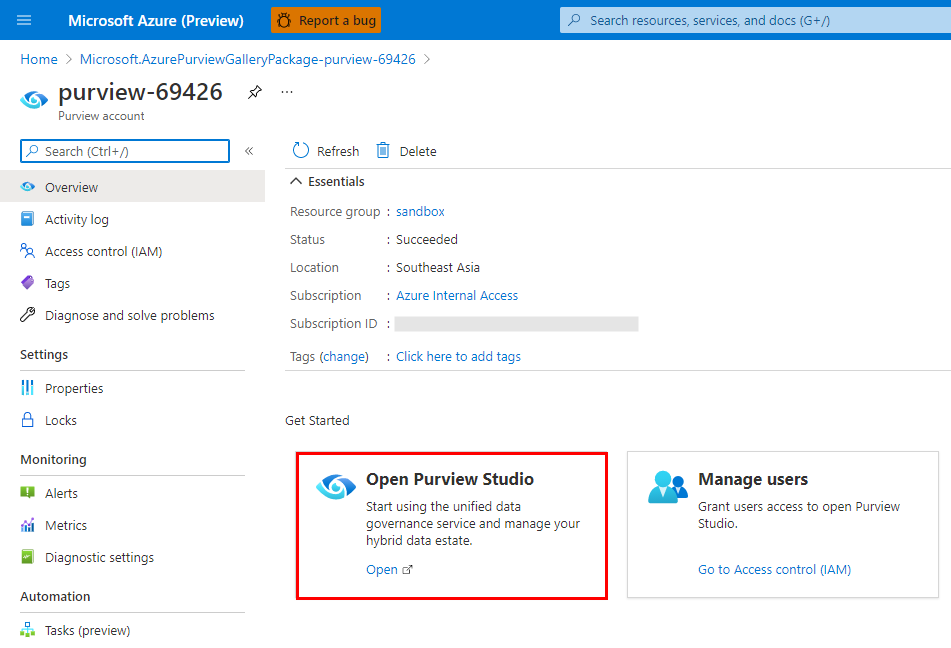 Microsoft Azure (Preview)
Report a bug
Search resources, services, and docs (G+/)
Home > Microsoft.AzurePurviewGalleryPackage-purview-69426 >
purview-69426
...
Purview account
Search (Ctrl+/)
«
Overview
Activity log
Access control (IAM)
Tags
Diagnose and solve problems
Settings
Properties
Locks
Monitoring
Alerts
Metrics
Diagnostic settings
Automation
Tasks (preview)
Refresh
Delete
Essentials
Resource group : sandbox
Status : Succeeded
Location : Southeast Asia
Subscription : Azure Internal Access
Subscription ID :
Tags (change) : Click here to add tags
Get Started
Open Purview Studio
Start using the unified data
governance service and manage your
hybrid data estate.
Open
Manage users
Grant users access to open Purview
Studio.
Go to Access control (IAM)